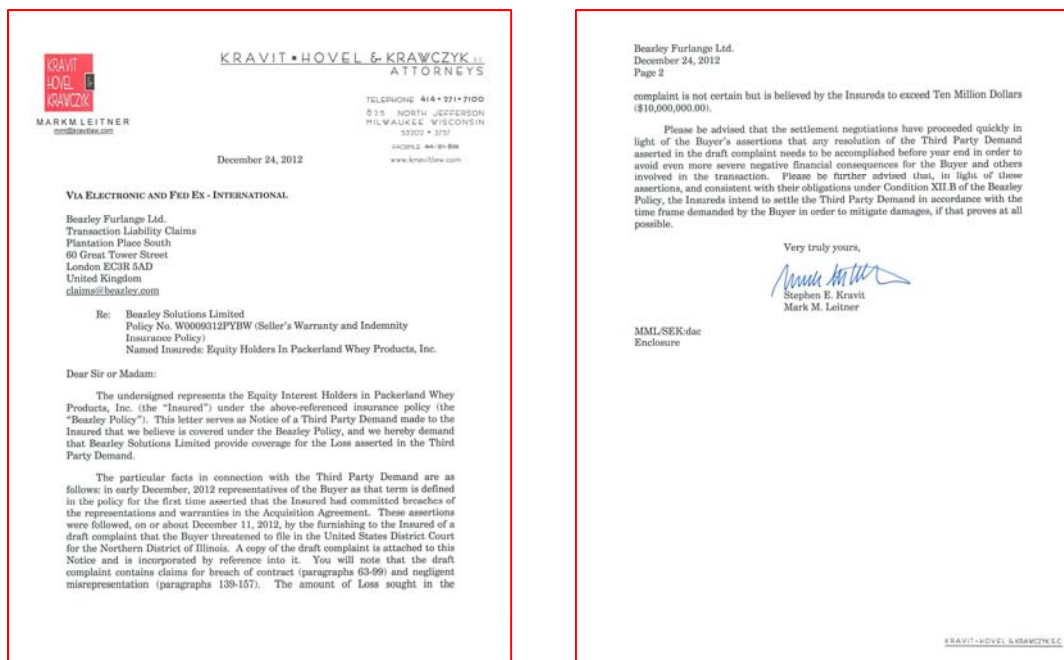 KRAVIT
HOVEL &
KRAWCZYK
MARK M. LEITNER
mml@kravitlaw.com
KRAVIT ▪ HOVEL & KRAWCZYK S.C.
ATTORNEYS
TELEPHONE 414 • 271 • 7100
825 NORTH JEFFERSON
MILWAUKEE WISCONSIN
53202 • 3737
FACSIMILE
www.kravitlaw.com
December 24, 2012
VIA ELECTRONIC AND FED EX - INTERNATIONAL
Beazley Furlange Ltd.
Transaction Liability Claims
Plantation Place South
60 Great Tower Street
London EC3R 5AD
United Kingdom
claims@beazley.com
Re: Beazley Solutions Limited
Policy No. W0009312PYBW (Seller's Warranty and Indemnity
Insurance Policy)
Named Insureds: Equity Holders In Packerland Whey Products, Inc.
Dear Sir or Madam:
The undersigned represents the Equity Interest Holders in Packerland Whey
Products, Inc. (the "Insured") under the above-referenced insurance policy (the
"Beazley Policy"). This letter serves as Notice of a Third Party Demand made to the
Insured that we believe is covered under the Beazley Policy, and we hereby demand
that Beazley Solutions Limited provide coverage for the Loss asserted in the Third
Party Demand.
The particular facts in connection with the Third Party Demand are as
follows: in early December, 2012 representatives of the Buyer as that term is defined
in the policy for the first time asserted that the Insured had committed breaches of
the representations and warranties in the Acquisition Agreement. These assertions
were followed, on or about December 11, 2012, by the furnishing to the Insured of a
draft complaint that the Buyer threatened to file in the United States District Court
for the Northern District of Illinois. A copy of the draft complaint is attached to this
Notice and is incorporated by reference into it. You will note that the draft
complaint contains claims for breach of contract (paragraphs 63-99) and negligent
misrepresentation (paragraphs 139-157). The amount of Loss sought in the
Beazley Furlange Ltd.
December 24, 2012
Page 2
complaint is not certain but is believed by the Insureds to exceed Ten Million Dollars
($10,000,000.00).
Please be advised that the settlement negotiations have proceeded quickly in
light of the Buyer's assertions that any resolution of the Third Party Demand
asserted in the draft complaint needs to be accomplished before year end in order to
avoid even more severe negative financial consequences for the Buyer and others
involved in the transaction. Please be further advised that, in light of these
assertions, and consistent with their obligations under Condition XII.B of the Beazley
Policy, the Insureds intend to settle the Third Party Demand in accordance with the
time frame demanded by the Buyer in order to mitigate damages, if that proves at all
possible.
Very truly yours,
Stephen E. Kravit
Mark M. Leitner
MML/SEK:dac
Enclosure
KRAVIT ▪ HOVEL & KRAWCZYK S.C.